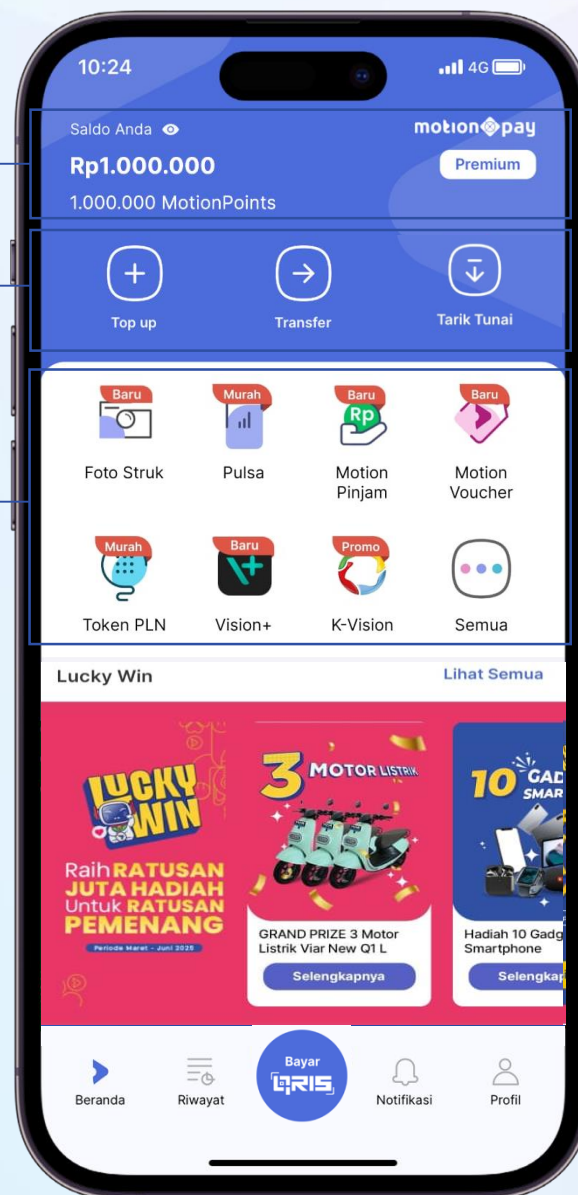 10:24
4G
Saldo Anda
motion pay
Rp1.000.000
Premium
1.000.000 MotionPoints
Top up
Transfer
Tarik Tunai
Baru
Murah
Baru
Baru
Rp
Foto Struk
Pulsa
Motion
Pinjam
Motion
Voucher
Murah
Baru
Promo
V+
Token PLN
Vision+
K-Vision
Semua
Lucky Win
Lihat Semua
LUCKY
WIN
Raih RATUSAN
JUTA HADIAH
Untuk RATUSAN
PEMENANG
Periode Maret - Juni 2025
3 MOTOR LISTRIK
GRAND PRIZE 3 Motor
Listrik Viar New Q1 L
Selengkapnya
10 GAD
SMAR
Hadiah 10 Gadg
Smartphone
Selengkap
Bayar
QRIS
Beranda
Riwayat
Notifikasi
Profil